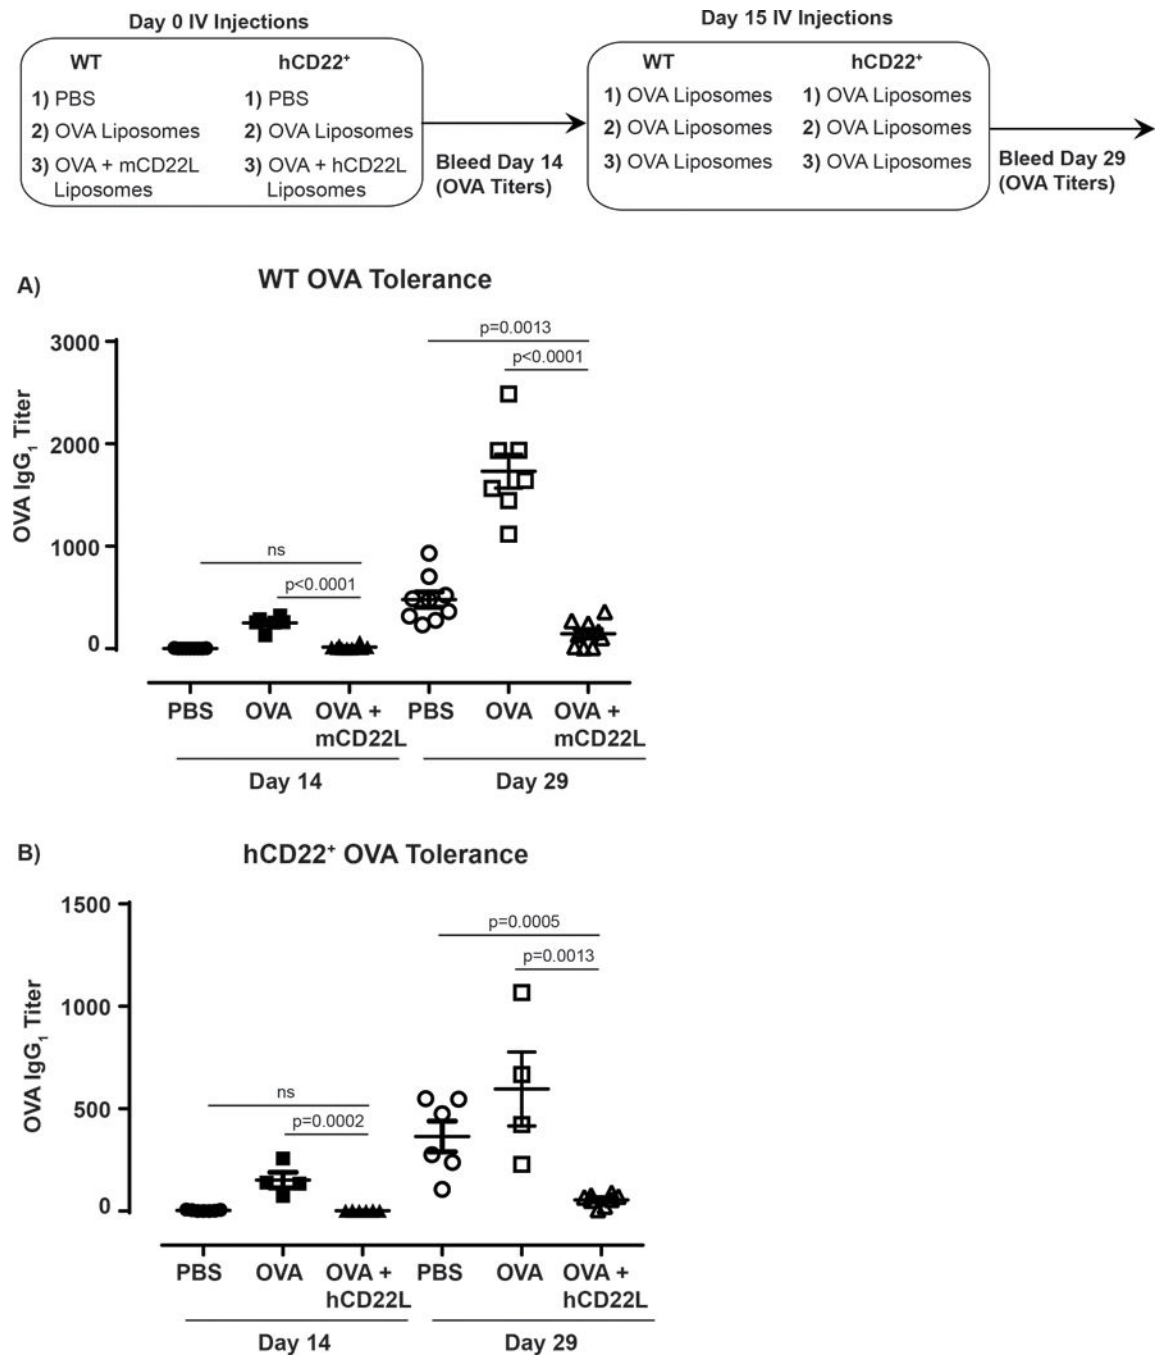 Day 0 IV Injections
Day 15 IV Injections
WT hCD22⁺
1) PBS 1) PBS
2) OVA Liposomes 2) OVA Liposomes
3) OVA + mCD22L 3) OVA + hCD22L
Liposomes Liposomes
Bleed Day 14
(OVA Titers)
WT hCD22⁺
1) OVA Liposomes 1) OVA Liposomes
2) OVA Liposomes 2) OVA Liposomes
3) OVA Liposomes 3) OVA Liposomes
Bleed Day 29
(OVA Titers)
A)
WT OVA Tolerance
OVA IgG₁ Titer
3000
2000
1000
0
ns
p<0.0001
p=0.0013
p<0.0001
PBS OVA OVA + PBS OVA OVA +
mCD22L mCD22L
Day 14 Day 29
B)
hCD22⁺ OVA Tolerance
OVA IgG₁ Titer
1500
1000
500
0
ns
p=0.0002
p=0.0005
p=0.0013
PBS OVA OVA + PBS OVA OVA +
hCD22L hCD22L
Day 14 Day 29